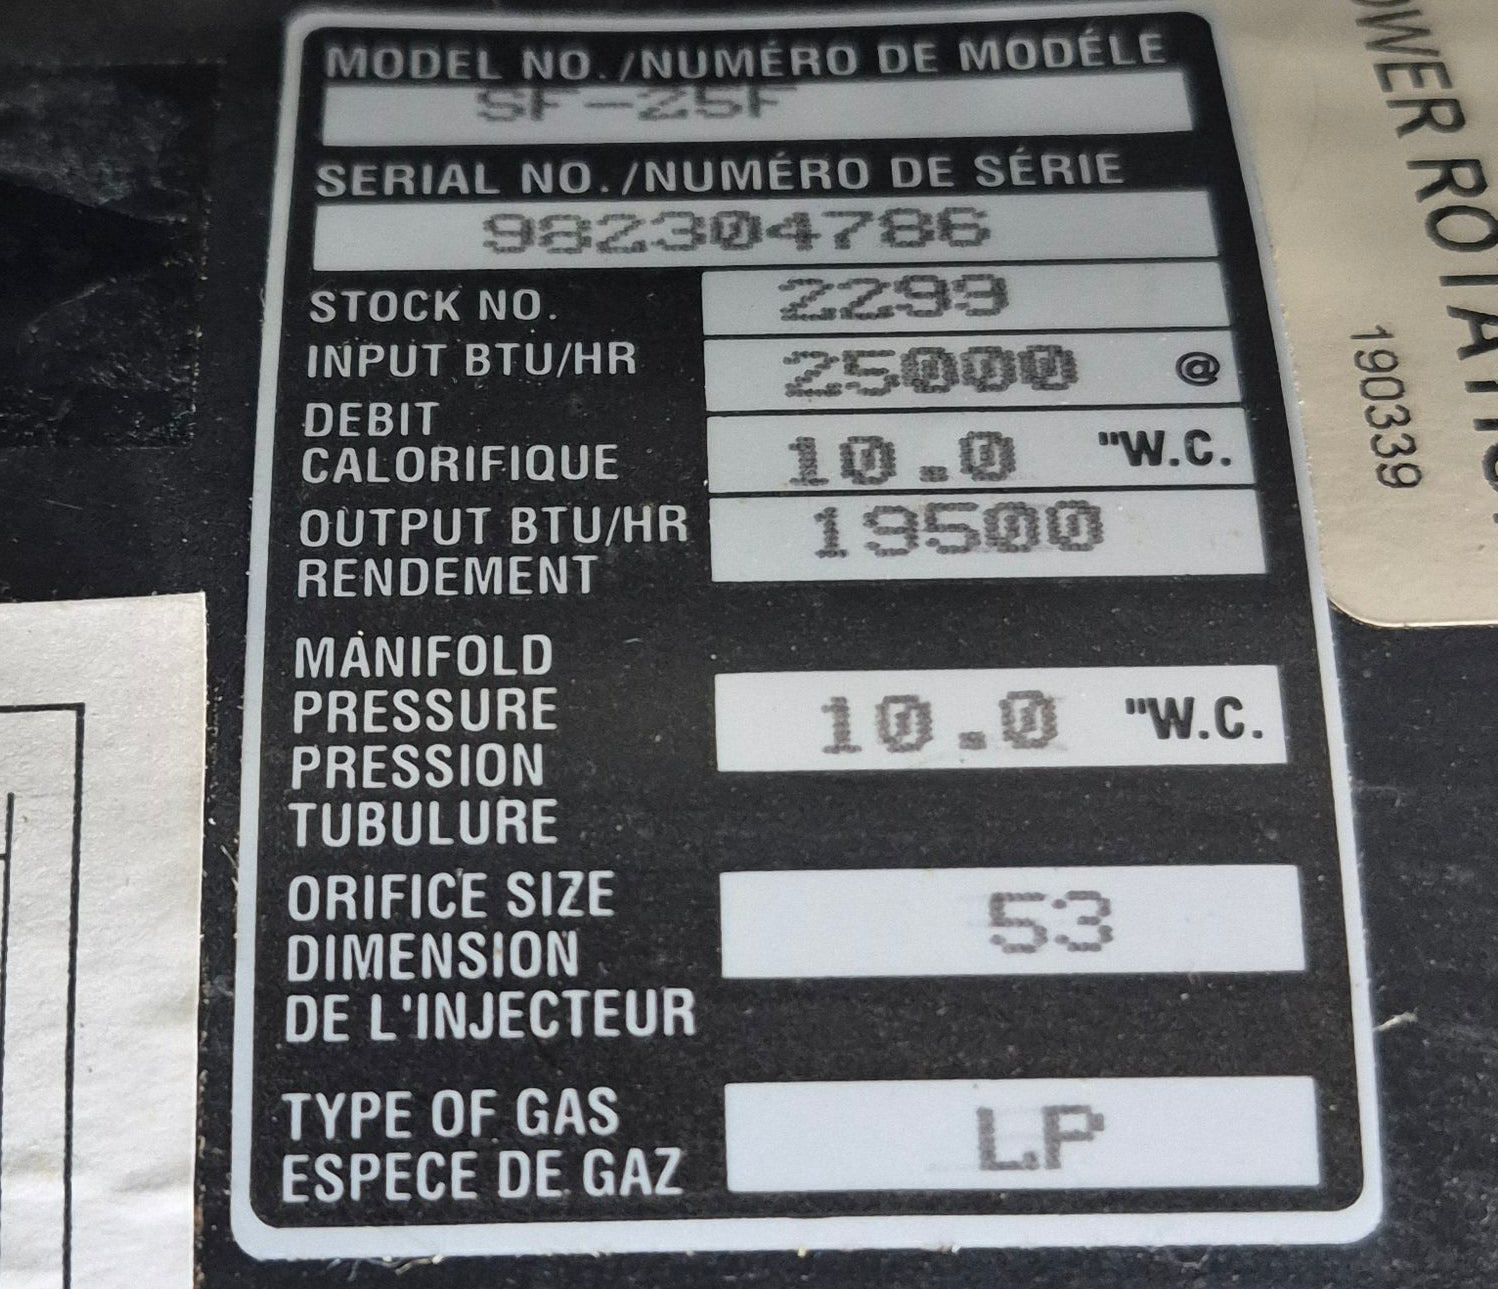 MODEL NO./NUMÉRO DE MODÉLE
SF-25F
SERIAL NO./NUMÉRO DE SÉRIE
982304786
STOCK NO. 2299
INPUT BTU/HR 25000 @
DEBIT
CALORIFIQUE 10.0 "W.C.
OUTPUT BTU/HR 19500
RENDEMENT
MANIFOLD
PRESSURE 10.0 "W.C.
PRESSION
TUBULURE
ORIFICE SIZE 53
DIMENSION
DE L'INJECTEUR
TYPE OF GAS LP
ESPECE DE GAZ
190339